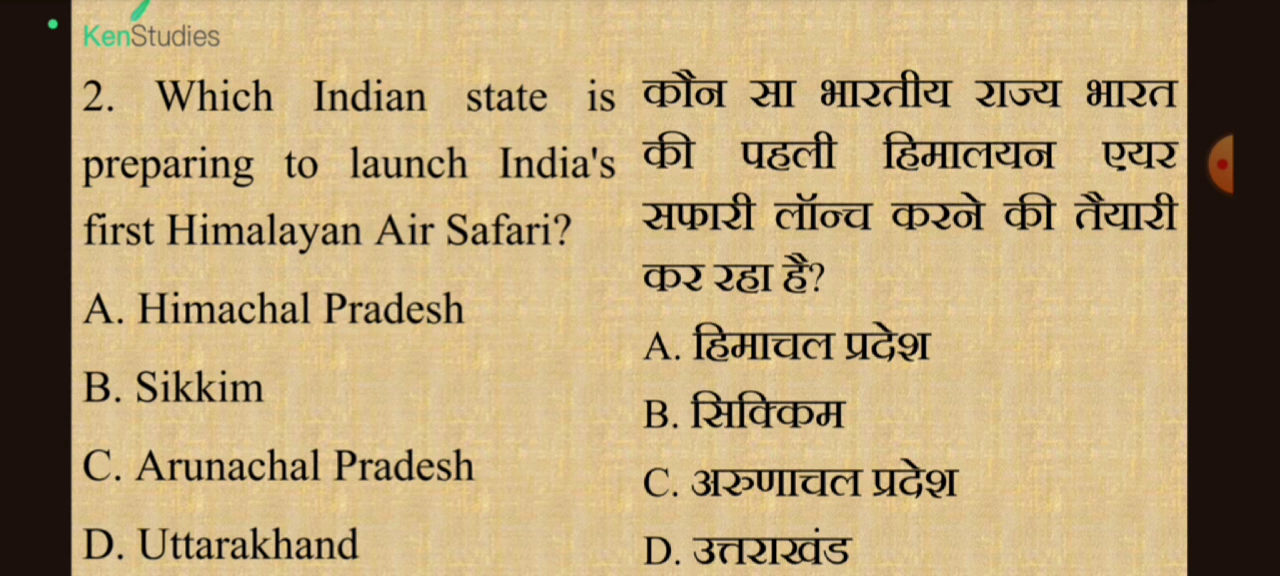 KenStudies
2. Which Indian state is
preparing to launch India's
first Himalayan Air Safari?
A. Himachal Pradesh
B. Sikkim
C. Arunachal Pradesh
D. Uttarakhand
कौन सा भारतीय राज्य भारत
की पहली हिमालयन एयर
सफारी लॉन्च करने की तैयारी
कर रहा है?
A. हिमाचल प्रदेश
B. सिक्किम
C. अरुणाचल प्रदेश
D. उत्तराखंड